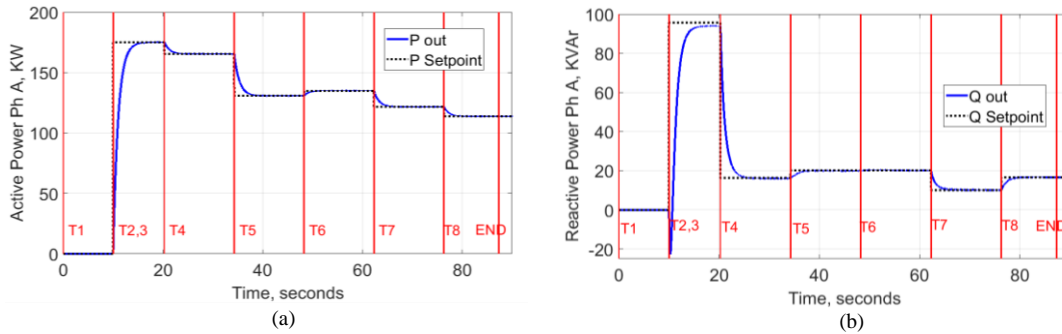 200
150
100
50
0
Active Power Ph A, KW
P out
P Setpoint
T1
T2,3
T4
T5
T6
T7
T8
END
0
20
40
60
80
Time, seconds
(a)
100
80
60
40
20
0
-20
Reactive Power Ph A, KVAr
Q out
Q Setpoint
T1
T2,3
T4
T5
T6
T7
T8
END
0
20
40
60
80
Time, seconds
(b)